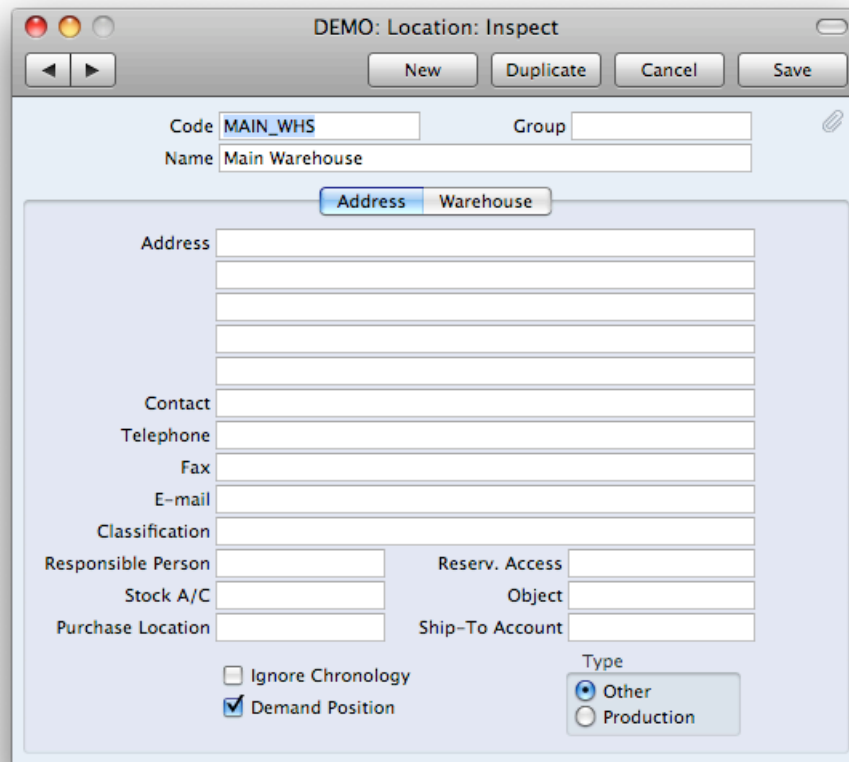 DEMO: Location: Inspect
New Duplicate Cancel Save
Code MAIN_WHS Group
Name Main Warehouse
Address Warehouse
Address
Contact
Telephone
Fax
E-mail
Classification
Responsible Person Reserv. Access
Stock A/C Object
Purchase Location Ship-To Account
Type
Ignore Chronology Other
Demand Position Production